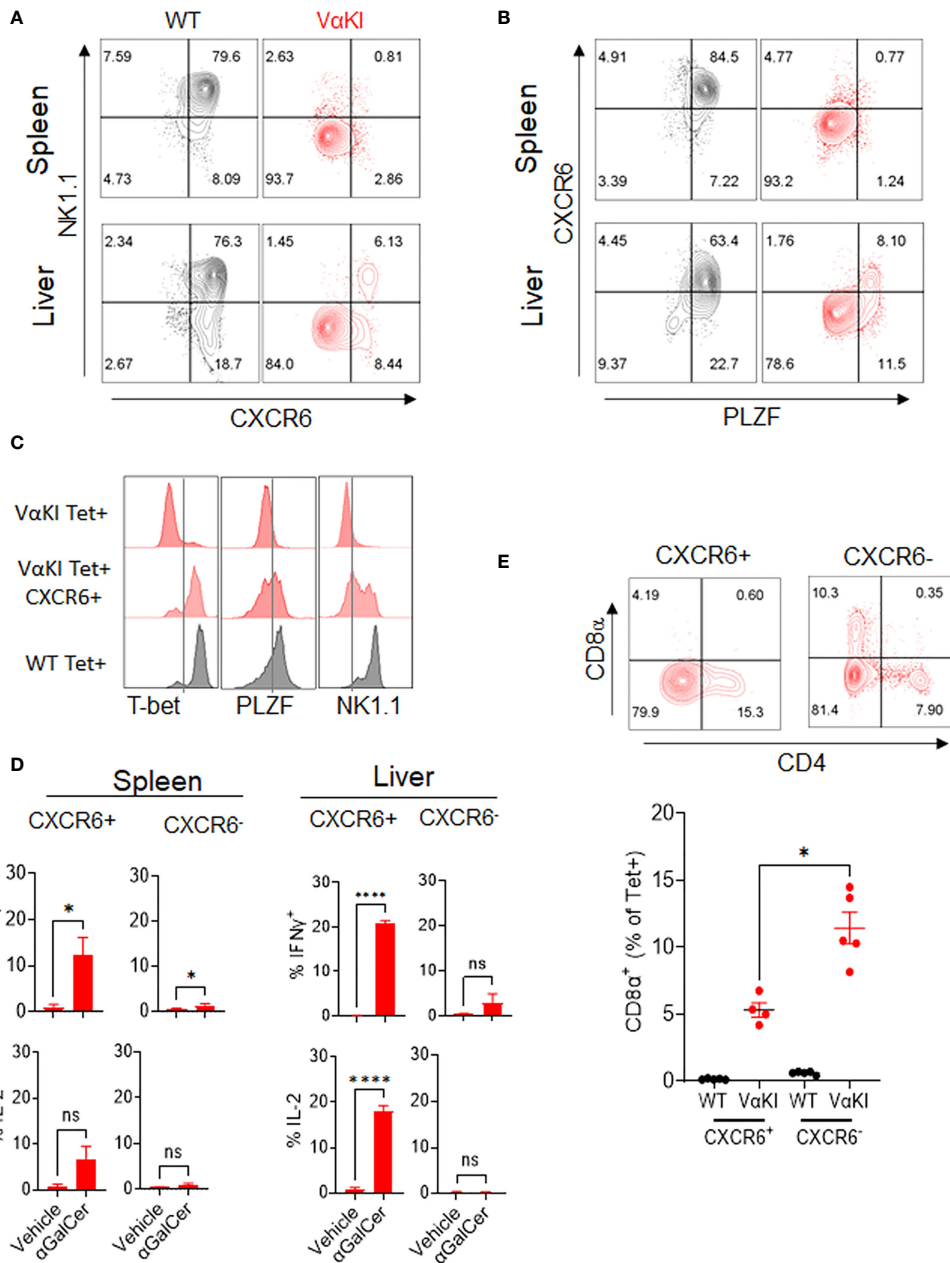 A
WT
VαKI
7.59 79.6 2.63 0.81
Spleen
4.73 8.09 93.7 2.86
NK1.1
2.34 76.3 1.45 6.13
Liver
2.67 18.7 84.0 8.44
CXCR6
B
4.91 84.5 4.77 0.77
Spleen
3.39 7.22 93.2 1.24
CXCR6
4.45 63.4 1.76 8.10
Liver
9.37 22.7 78.6 11.5
PLZF
C
VαKI Tet+
VαKI Tet+
CXCR6+
WT Tet+
T-bet PLZF NK1.1
D
Spleen
CXCR6+ CXCR6-
30
20
10
0
*
30
20
10
0
*
30
20
10
0
ns
30
20
10
0
ns
Vehicle
αGalCer
Vehicle
αGalCer
Liver
CXCR6+ CXCR6-
% IFNγ+
30
20
10
0
****
30
20
10
0
ns
% IL-2
30
20
10
0
****
30
20
10
0
ns
Vehicle
αGalCer
Vehicle
αGalCer
E
CXCR6+ CXCR6-
4.19 0.60 10.3 0.35
CD8α
79.9 15.3 81.4 7.90
CD4
CD8α+ (% of Tet+)
20
15
10
5
0
*
WT VαKI WT VαKI
CXCR6+ CXCR6-